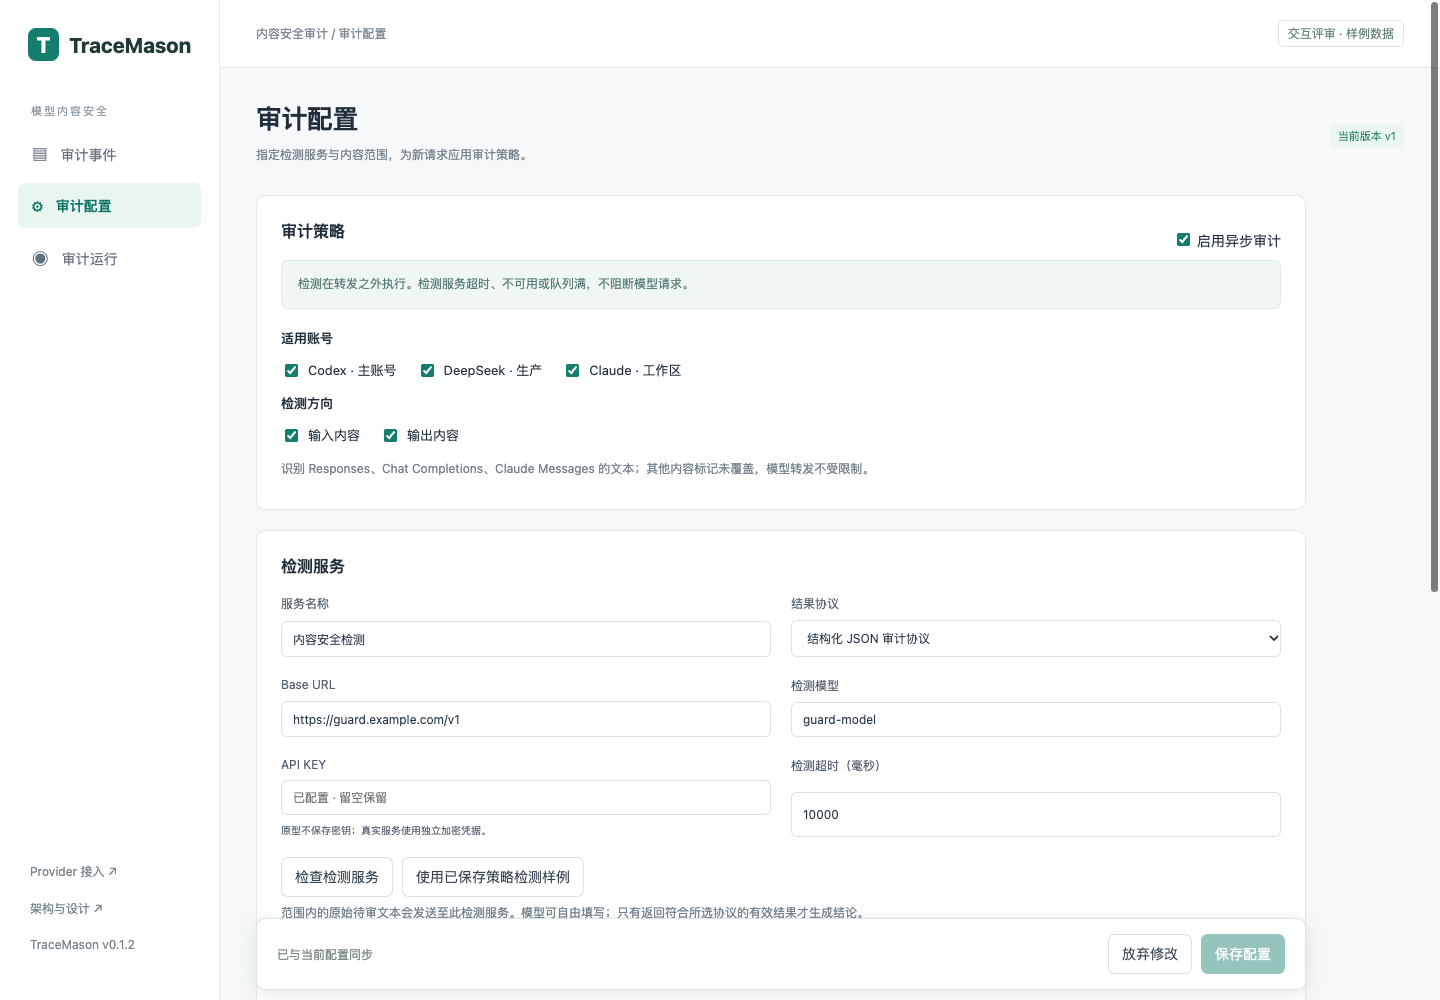 T TraceMason
模型内容安全
审计事件
审计配置
审计运行
Provider 接入 ↗
架构与设计 ↗
TraceMason v0.1.2
内容安全审计 / 审计配置
交互评审 · 样例数据
审计配置
指定检测服务与内容范围，为新请求应用审计策略。
当前版本 v1
审计策略
启用异步审计
检测在转发之外执行。检测服务超时、不可用或队列满，不阻断模型请求。
适用账号
Codex · 主账号 DeepSeek · 生产 Claude · 工作区
检测方向
输入内容 输出内容
识别 Responses、Chat Completions、Claude Messages 的文本；其他内容标记未覆盖，模型转发不受限制。
检测服务
服务名称 结果协议
内容安全检测 结构化 JSON 审计协议
Base URL 检测模型
https://guard.example.com/v1 guard-model
API KEY 检测超时（毫秒）
已配置 · 留空保留 10000
原型不保存密钥；真实服务使用独立加密凭据。
检查检测服务 使用已保存策略检测样例
范围内的原始待审文本会发送至此检测服务。模型可自由填写；只有返回符合所选协议的有效结果才生成结论。
已与当前配置同步 放弃修改 保存配置